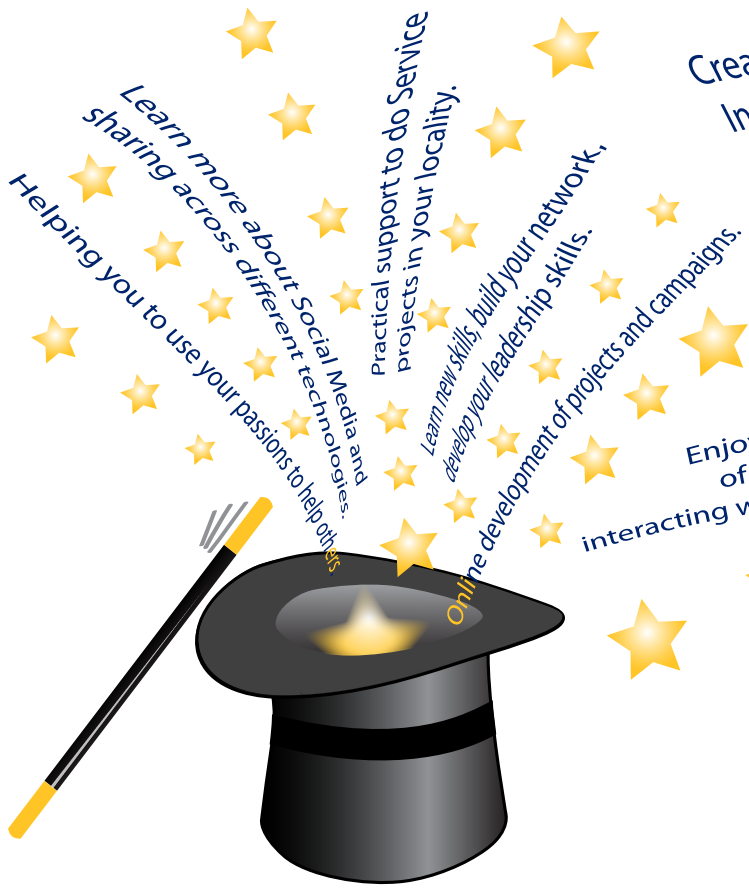 Helping you to use your passions to help others.
Learn more about Social Media and
sharing across different technologies.
Practical support to do Service
projects in your locality.
Learn new skills, build your network,
develop your leadership skills.
Online development of projects and campaigns.
of
interacting